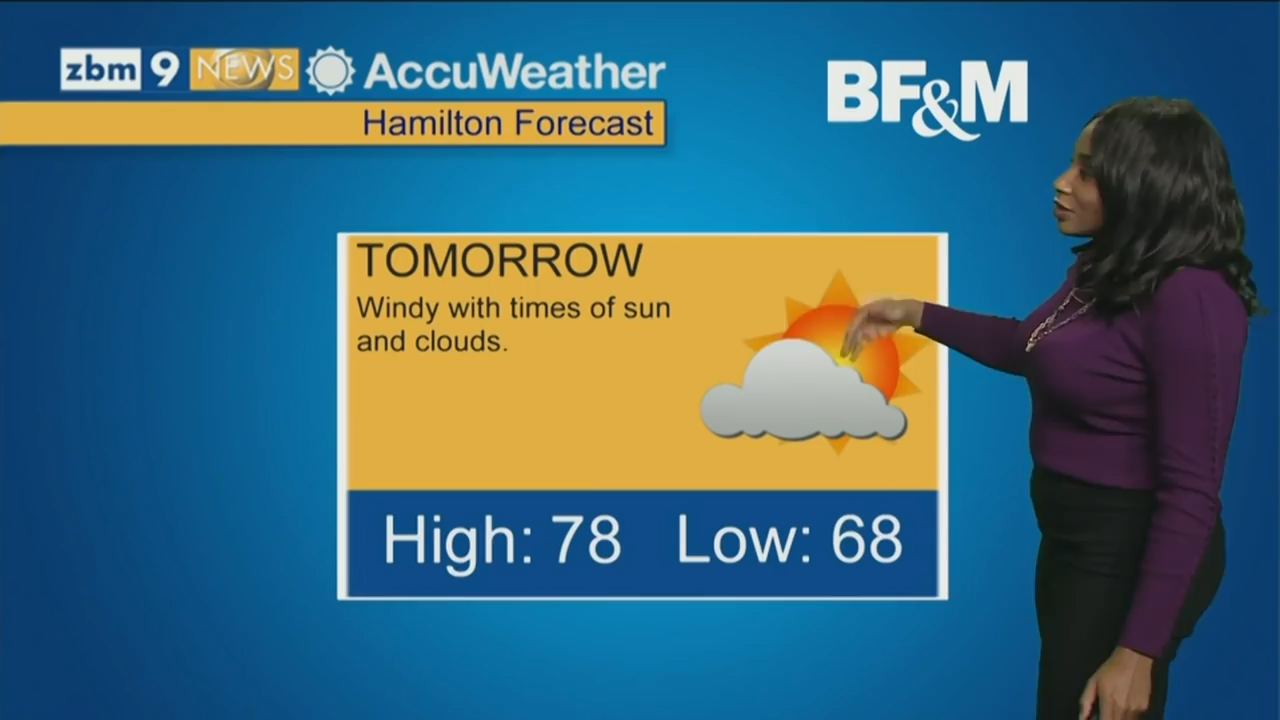 zbm 9 NEWS AccuWeather
BF&M
Hamilton Forecast
TOMORROW
Windy with times of sun
and clouds.
High: 78 Low: 68